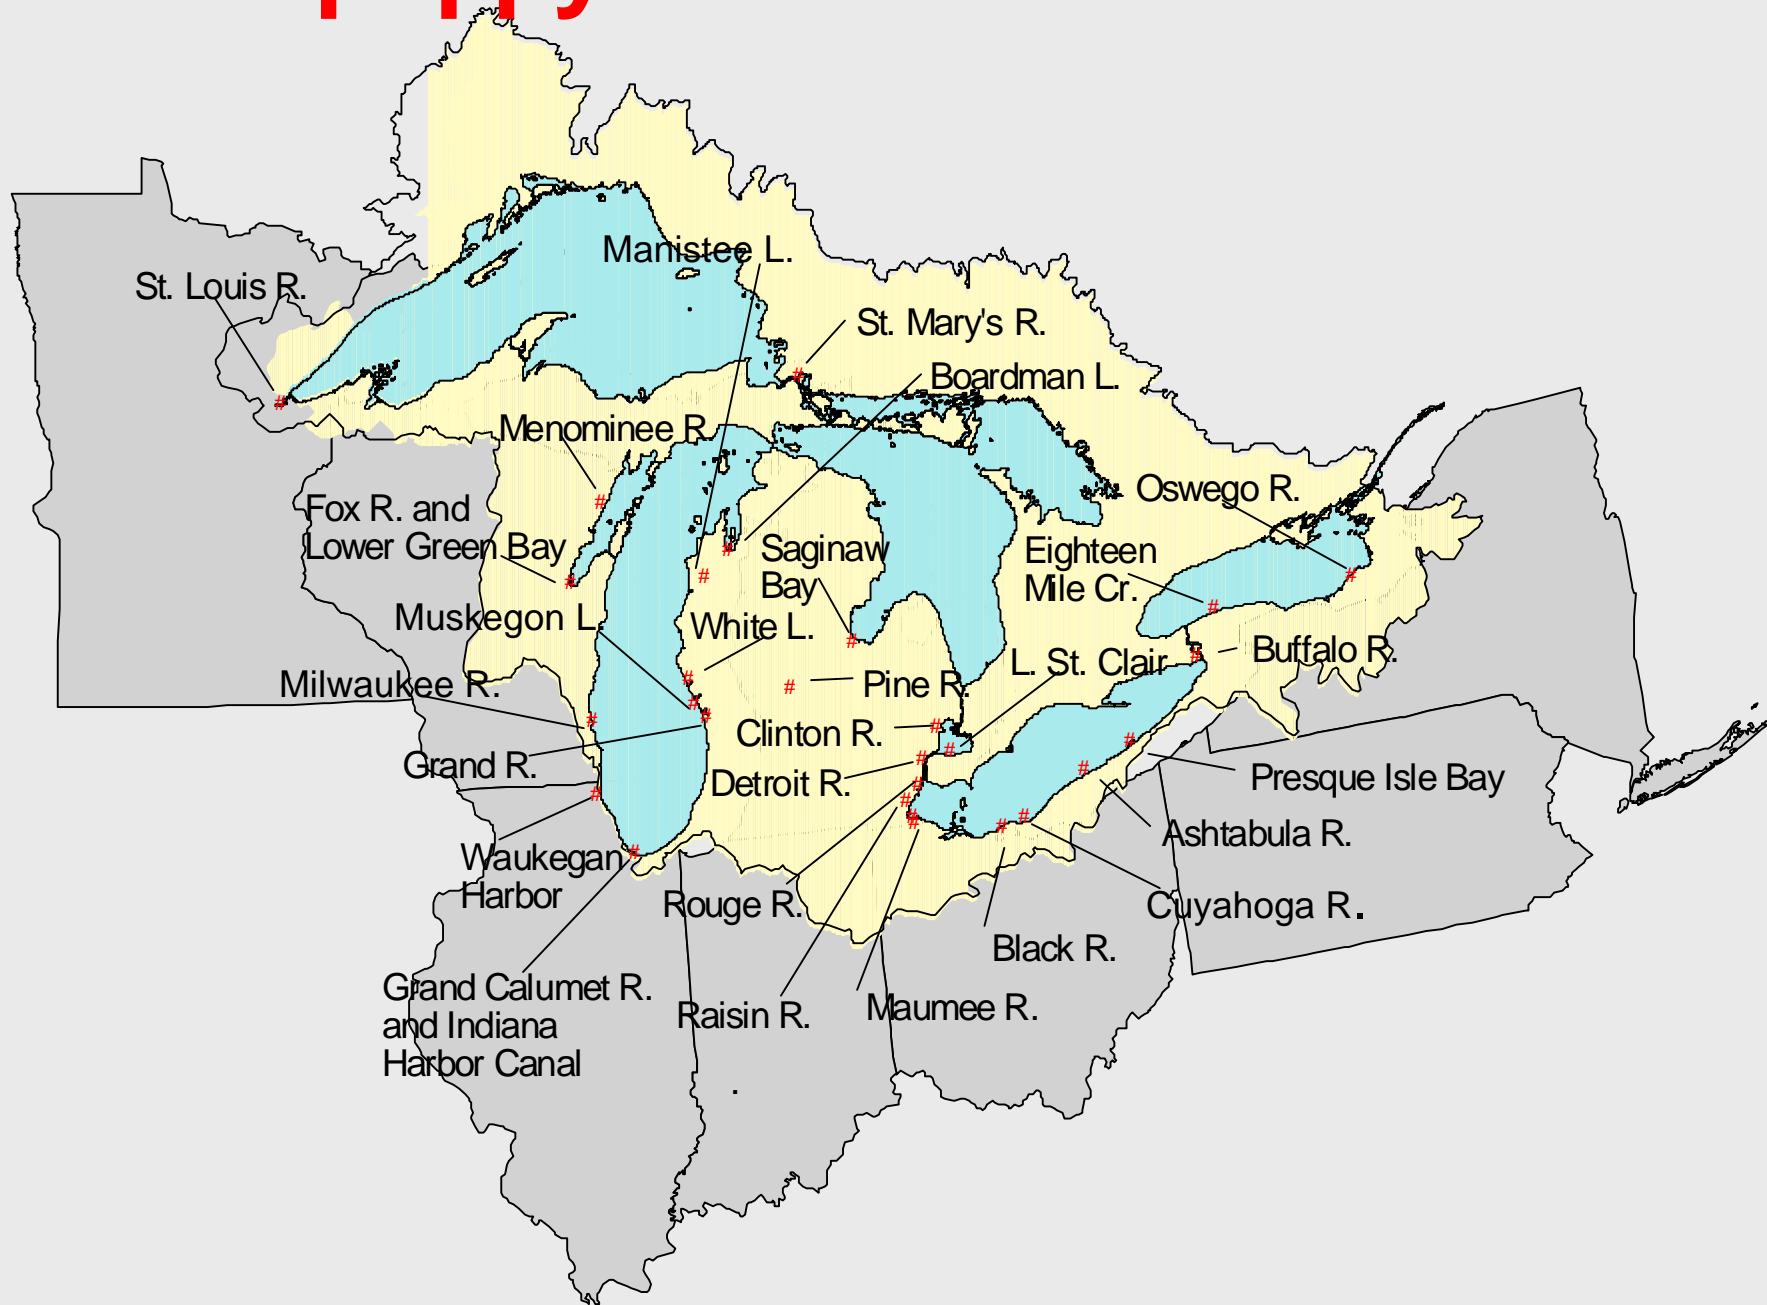 Manistee L.
St. Louis R.
St. Mary's R.
Boardman L.
Menominee R.
Oswego R.
Fox R. and
Lower Green Bay
Saginaw
Bay
Eighteen
Mile Cr.
Muskegon L.
White L.
Buffalo R.
L. St. Clair
Milwaukee R.
Pine R.
Clinton R.
Grand R.
Detroit R.
Presque Isle Bay
Ashtabula R.
Waukegan
Harbor
Rouge R.
Cuyahoga R.
Black R.
Grand Calumet R.
and Indiana
Harbor Canal
Raisin R.
Maumee R.